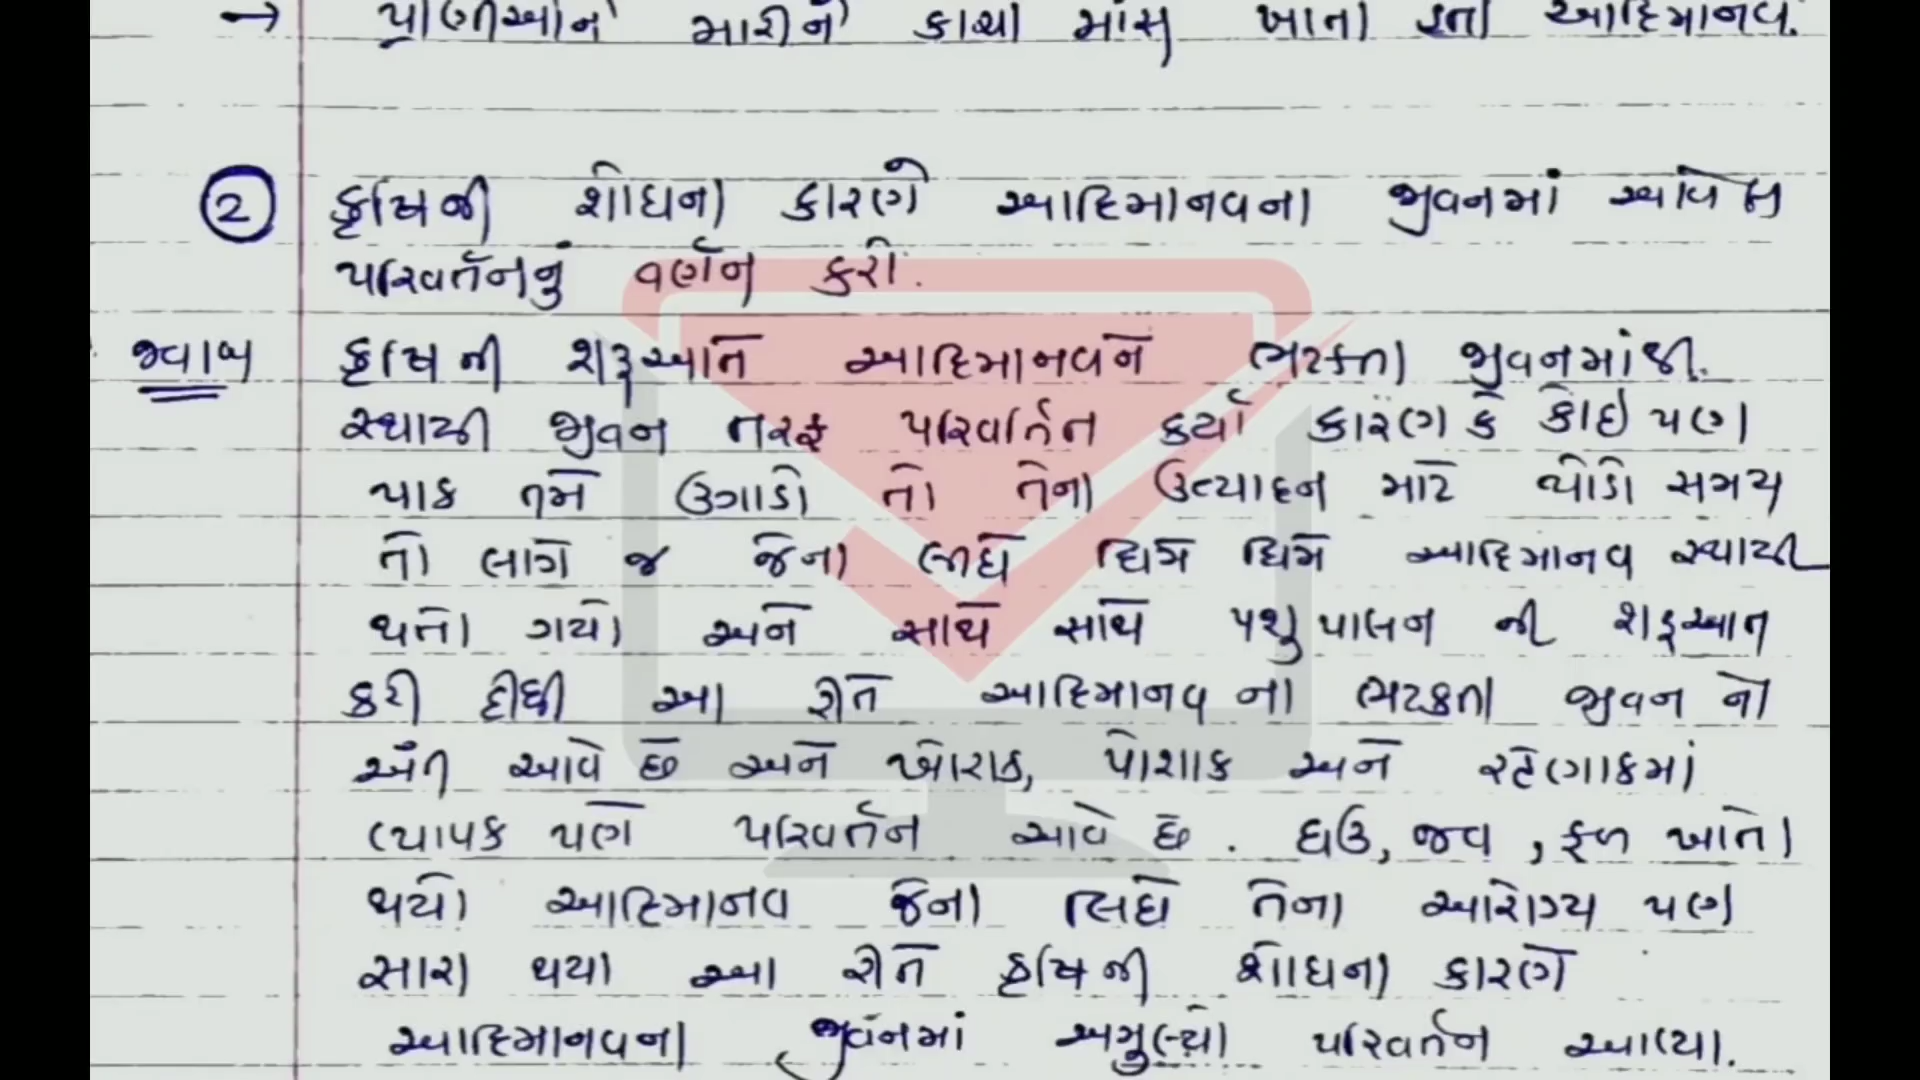 → પ્રાણીઓને મારીને કાચા માંસ ખાતા હતા આદિમાનવ.
2 કૃષિની શોધના કારણે આદિમાનવના જીવનમાં આવેલ
પરિવર્તનનું વર્ણન કરો.
જવાબ કૃષિ ની શરૂઆતે આદિમાનવને ભટકતા જીવનમાંથી
સ્થાયી જીવન તરફ પરિવર્તિન કર્યા કારણ કે કોઇ પણ
પાક તમે ઉગાડો તો તેના ઉત્પાદન માટે થોડો સમય
તો લાગે જ જેના લીધે ધિમે ધિમે આદિમાનવ સ્થાયી
થતો ગયો અને સાથે સાથે પશુપાલન ની શરૂઆત
કરી દીધી આ રીતે આદિમાનવ ના ભટકતા જીવન નો
અંત આવે છે અને ખોરાક, પોશાક અને રહેણાકમાં
વ્યાપક પણે પરિવર્તન આવે છે. ઘઉ, જવ, ફળ ખાતો
થયો આદિમાનવ જેના લિધે તેના આરોગ્ય પણ
સારા થયા આ રીતે કૃષિની શોધના કારણે
આદિમાનવના જીવનમાં અમુલ્યો પરિવર્તન આવ્યા.